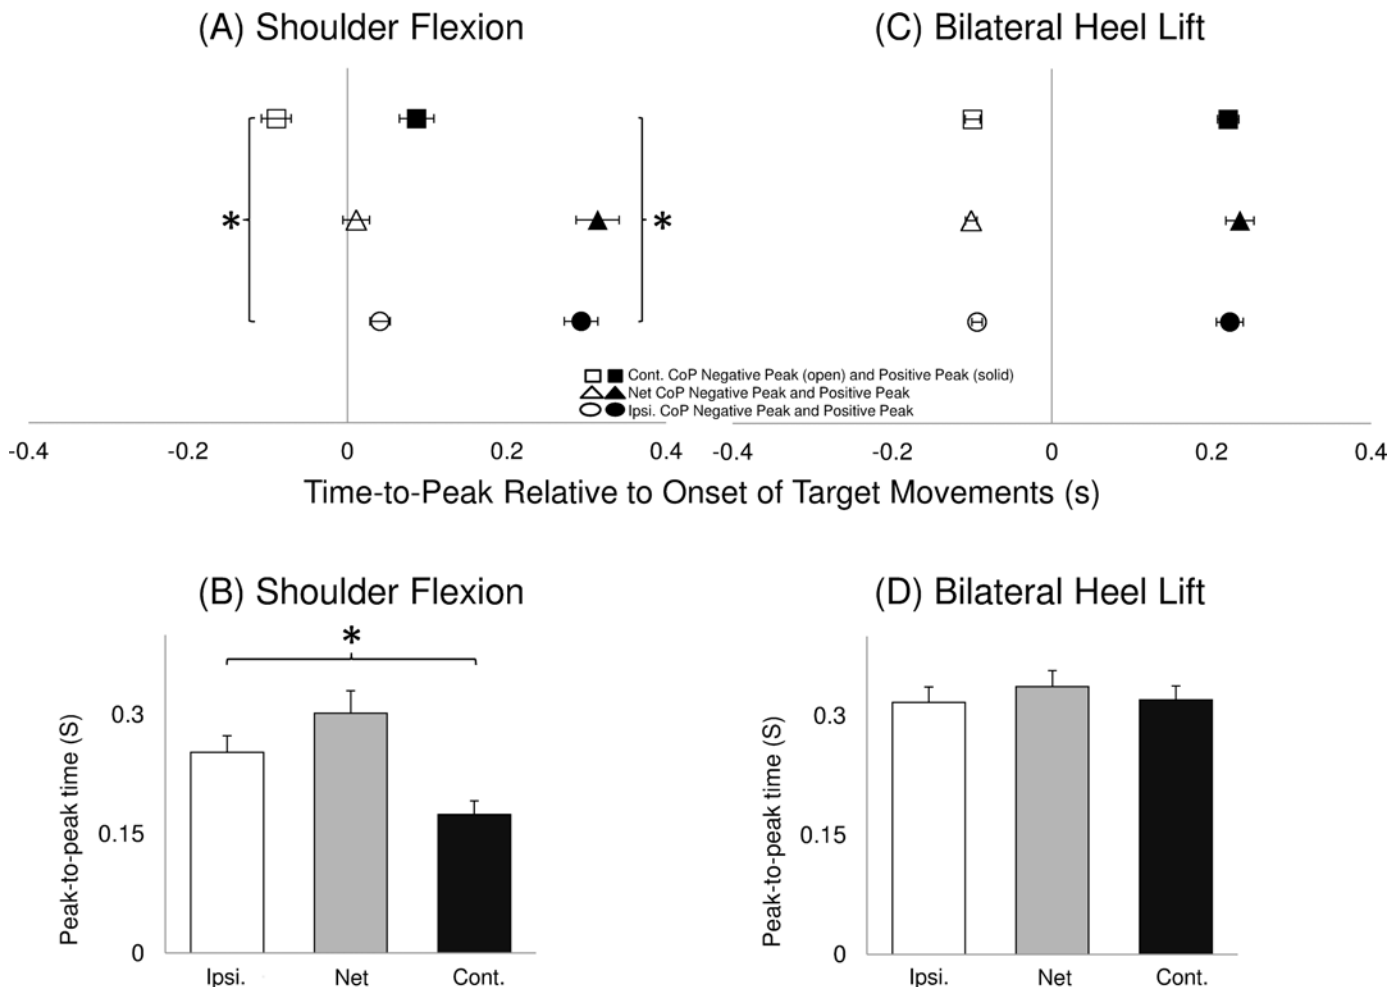 (A) Shoulder Flexion
(C) Bilateral Heel Lift
*
*
Cont. CoP Negative Peak (open) and Positive Peak (solid)
Net CoP Negative Peak and Positive Peak
Ipsi. CoP Negative Peak and Positive Peak
-0.4 -0.2 0 0.2 0.4
-0.4 -0.2 0 0.2 0.4
Time-to-Peak Relative to Onset of Target Movements (s)
(B) Shoulder Flexion
*
Peak-to-peak time (S)
0.3
0.15
0
Ipsi. Net Cont.
(D) Bilateral Heel Lift
Peak-to-peak time (S)
0.3
0.15
0
Ipsi. Net Cont.